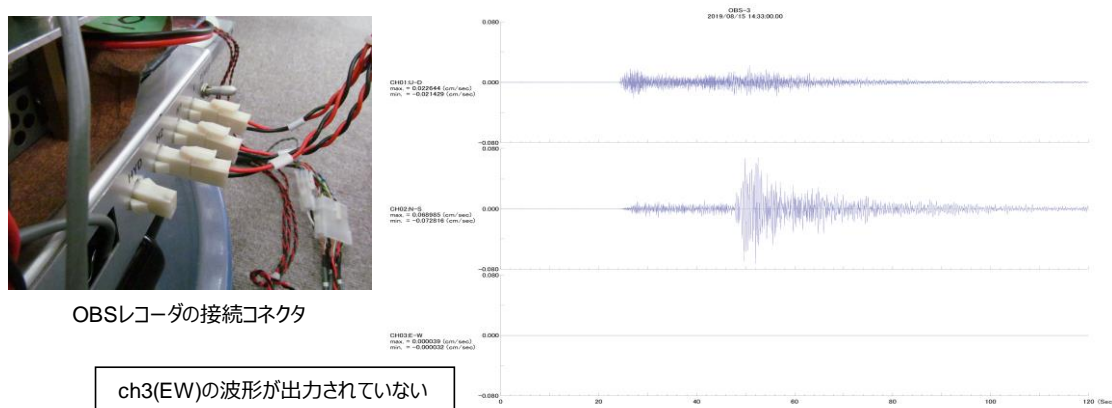 OBSレコーダの接続コネクタ
ch3(EW)の波形が出力されていない
OBS-3
2019/08/15 14:33:00.00
0.080
CH01:U-D
max. = 0.022644 (cm/sec)
min. = -0.021429 (cm/sec)
0.000
-0.080
0.080
CH02:N-S
max. = 0.068985 (cm/sec)
min. = -0.072816 (cm/sec)
0.000
-0.080
0.080
CH03:E-W
max. = 0.000039 (cm/sec)
min. = -0.000032 (cm/sec)
0.000
-0.080
0 20 40 60 80 100 120 (Sec